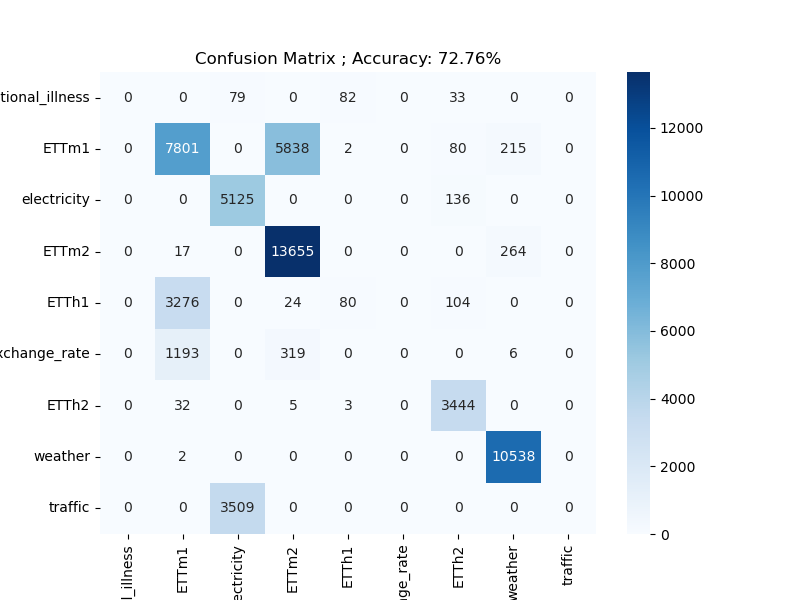 Confusion Matrix ; Accuracy: 72.76%
tional_illness 0 0 79 0 82 0 33 0 0
ETTm1 0 7801 0 5838 2 0 80 215 0
electricity 0 0 5125 0 0 0 136 0 0
ETTm2 0 17 0 13655 0 0 0 264 0
ETTh1 0 3276 0 24 80 0 104 0 0
xchange_rate 0 1193 0 319 0 0 0 6 0
ETTh2 0 32 0 5 3 0 3444 0 0
weather 0 2 0 0 0 0 0 10538 0
traffic 0 0 3509 0 0 0 0 0 0
l_illness
ETTm1
ectricity
ETTm2
ETTh1
ge_rate
ETTh2
weather
traffic
12000
10000
8000
6000
4000
2000
0